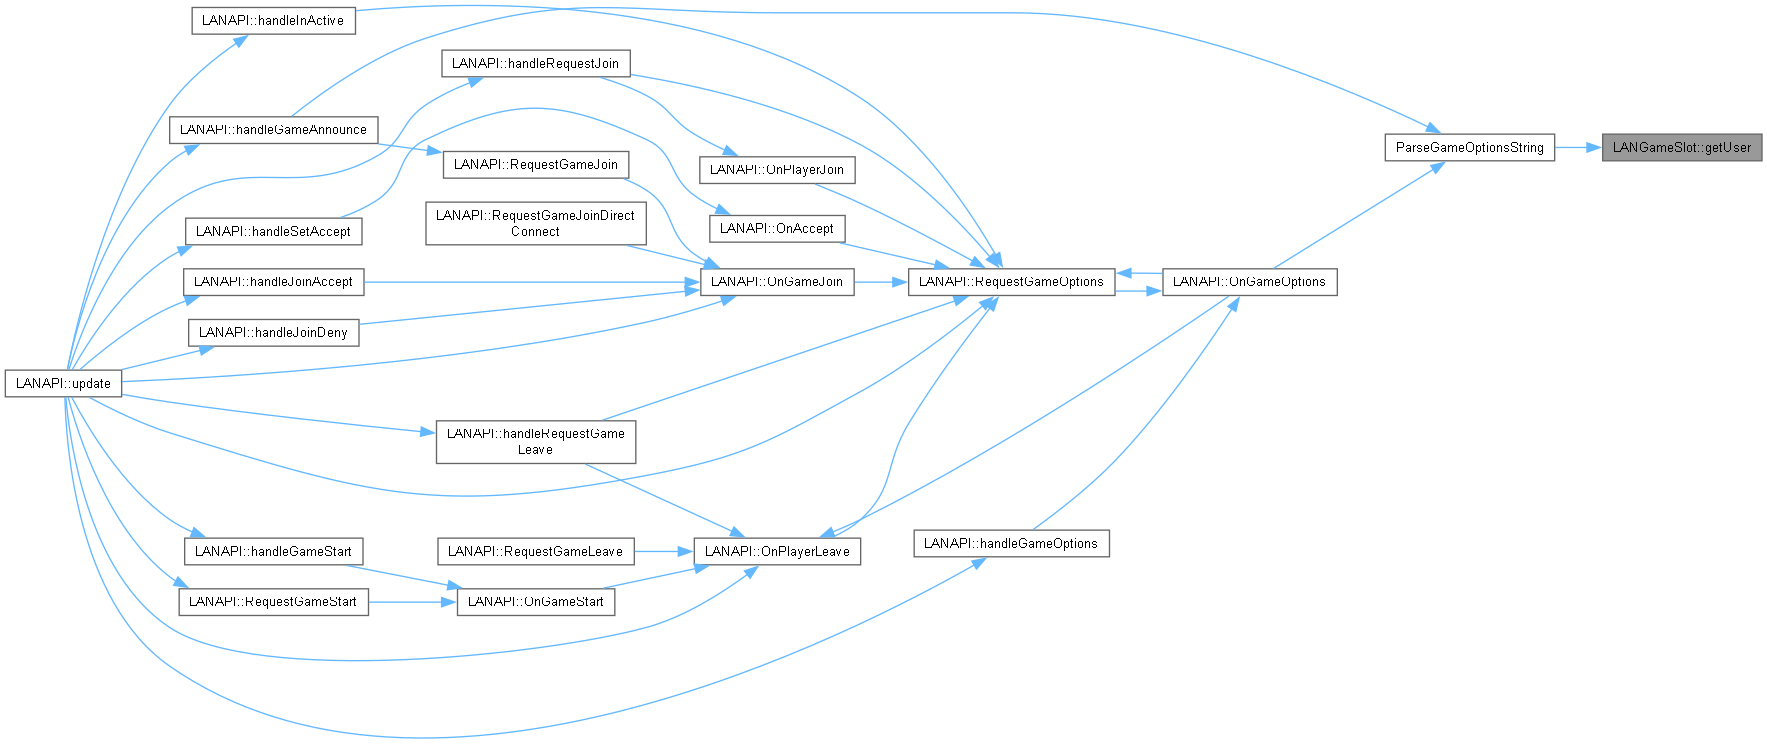 LANAPI::handleInActive
LANAPI::handleRequestJoin
LANAPI::handleGameAnnounce
ParseGameOptionsString
LANGameSlot::getUser
LANAPI::RequestGameJoin
LANAPI::OnPlayerJoin
LANAPI::RequestGameJoinDirect
Connect
LANAPI::handleSetAccept
LANAPI::OnAccept
LANAPI::handleJoinAccept
LANAPI::OnGameJoin
LANAPI::RequestGameOptions
LANAPI::OnGameOptions
LANAPI::handleJoinDeny
LANAPI::update
LANAPI::handleRequestGame
Leave
LANAPI::handleGameStart
LANAPI::RequestGameLeave
LANAPI::OnPlayerLeave
LANAPI::handleGameOptions
LANAPI::RequestGameStart
LANAPI::OnGameStart